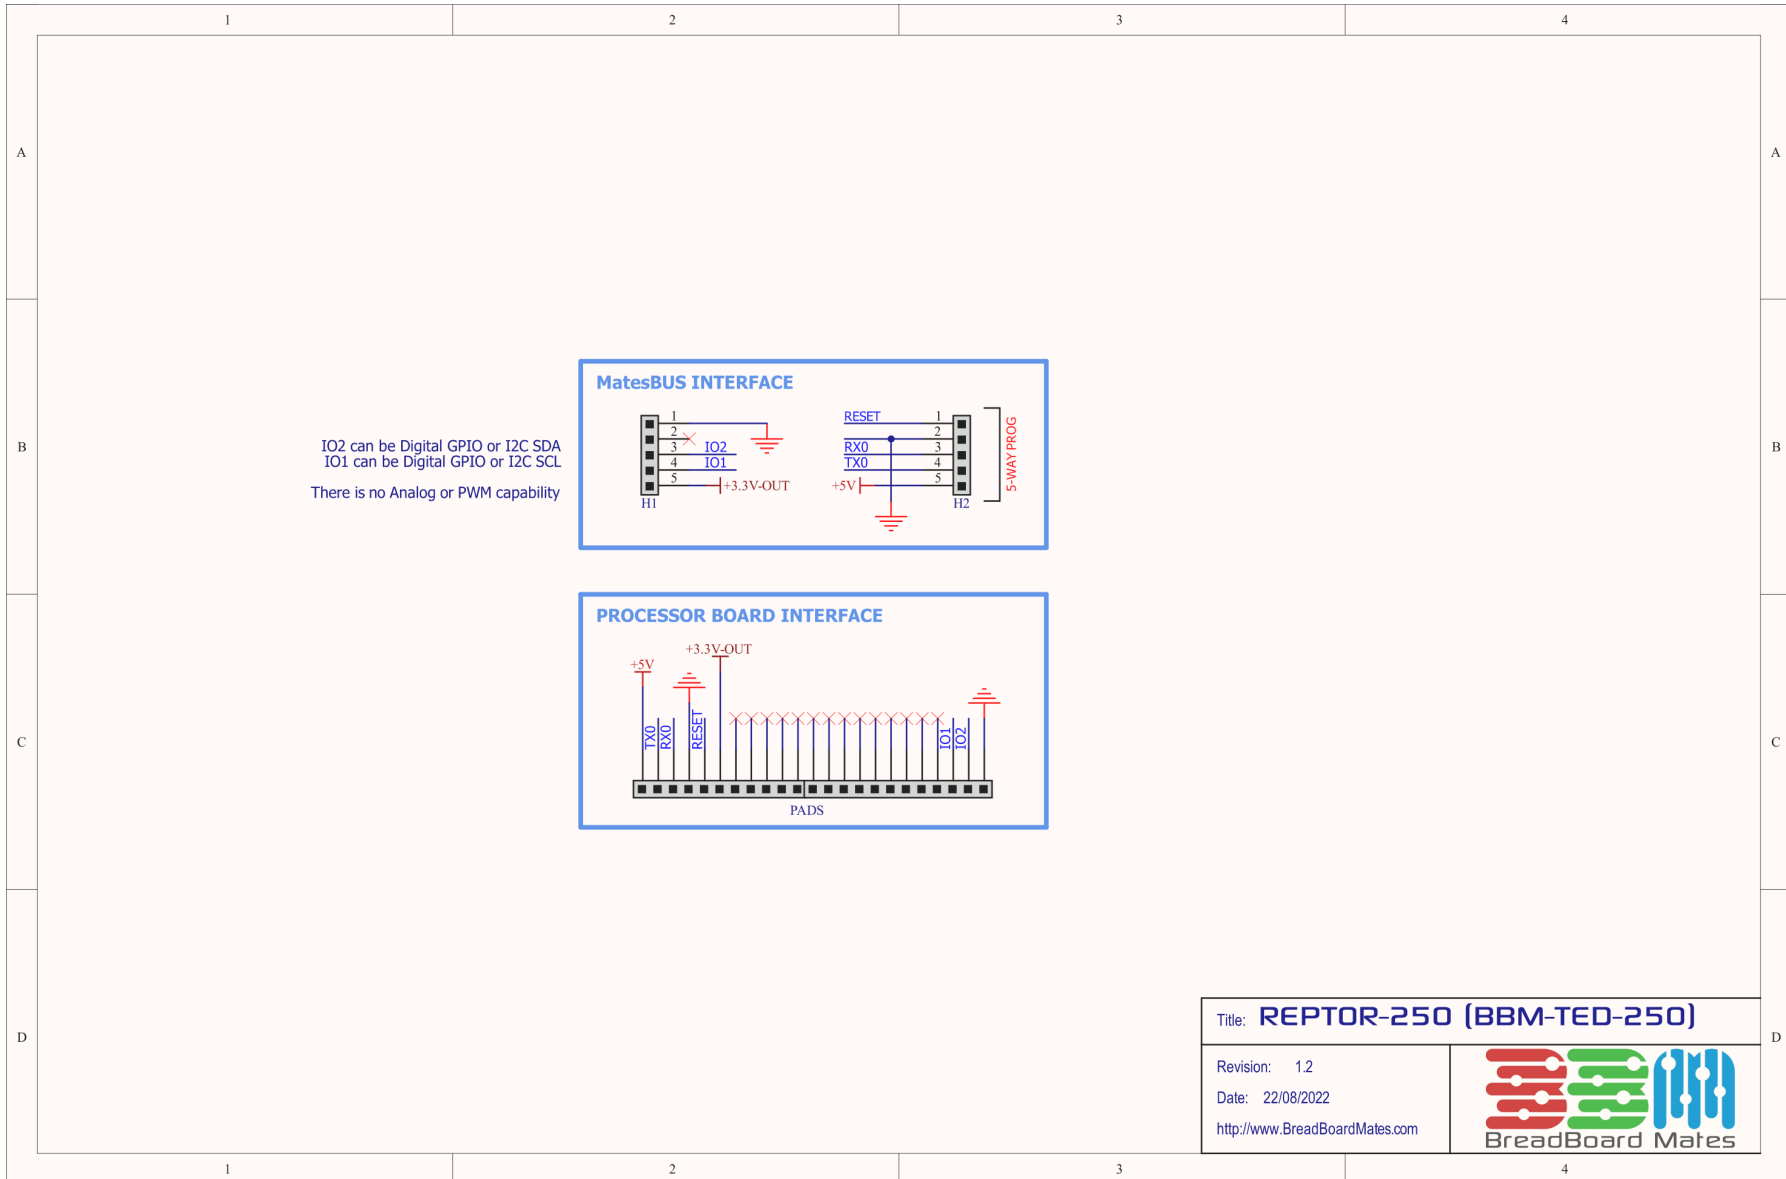 1 2 3 4
A A
MatesBUS INTERFACE
IO2 can be Digital GPIO or I2C SDA
IO1 can be Digital GPIO or I2C SCL
There is no Analog or PWM capability
1
2
3 IO2
4 IO1
5 +3.3V-OUT
H1
RESET 1
2
RX0 3
TX0 4
+5V 5
H2
5-WAY PROG
B B
PROCESSOR BOARD INTERFACE
+5V
TX0
RX0
RESET
+3.3V-OUT
IO1
IO2
PADS
C C
D D
Title: REPTOR-250 (BBM-TED-250)
Revision: 1.2
Date: 22/08/2022
http://www.BreadBoardMates.com
BBM
BreadBoard Mates
1 2 3 4